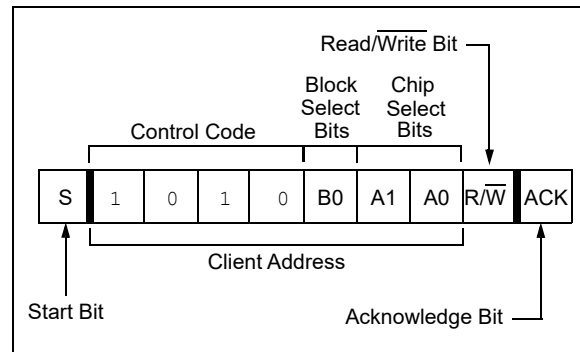 Read/Write Bit
Block Select Bits
Chip Select Bits
Control Code
S 1 0 1 0 B0 A1 A0 R/W ACK
Client Address
Start Bit
Acknowledge Bit